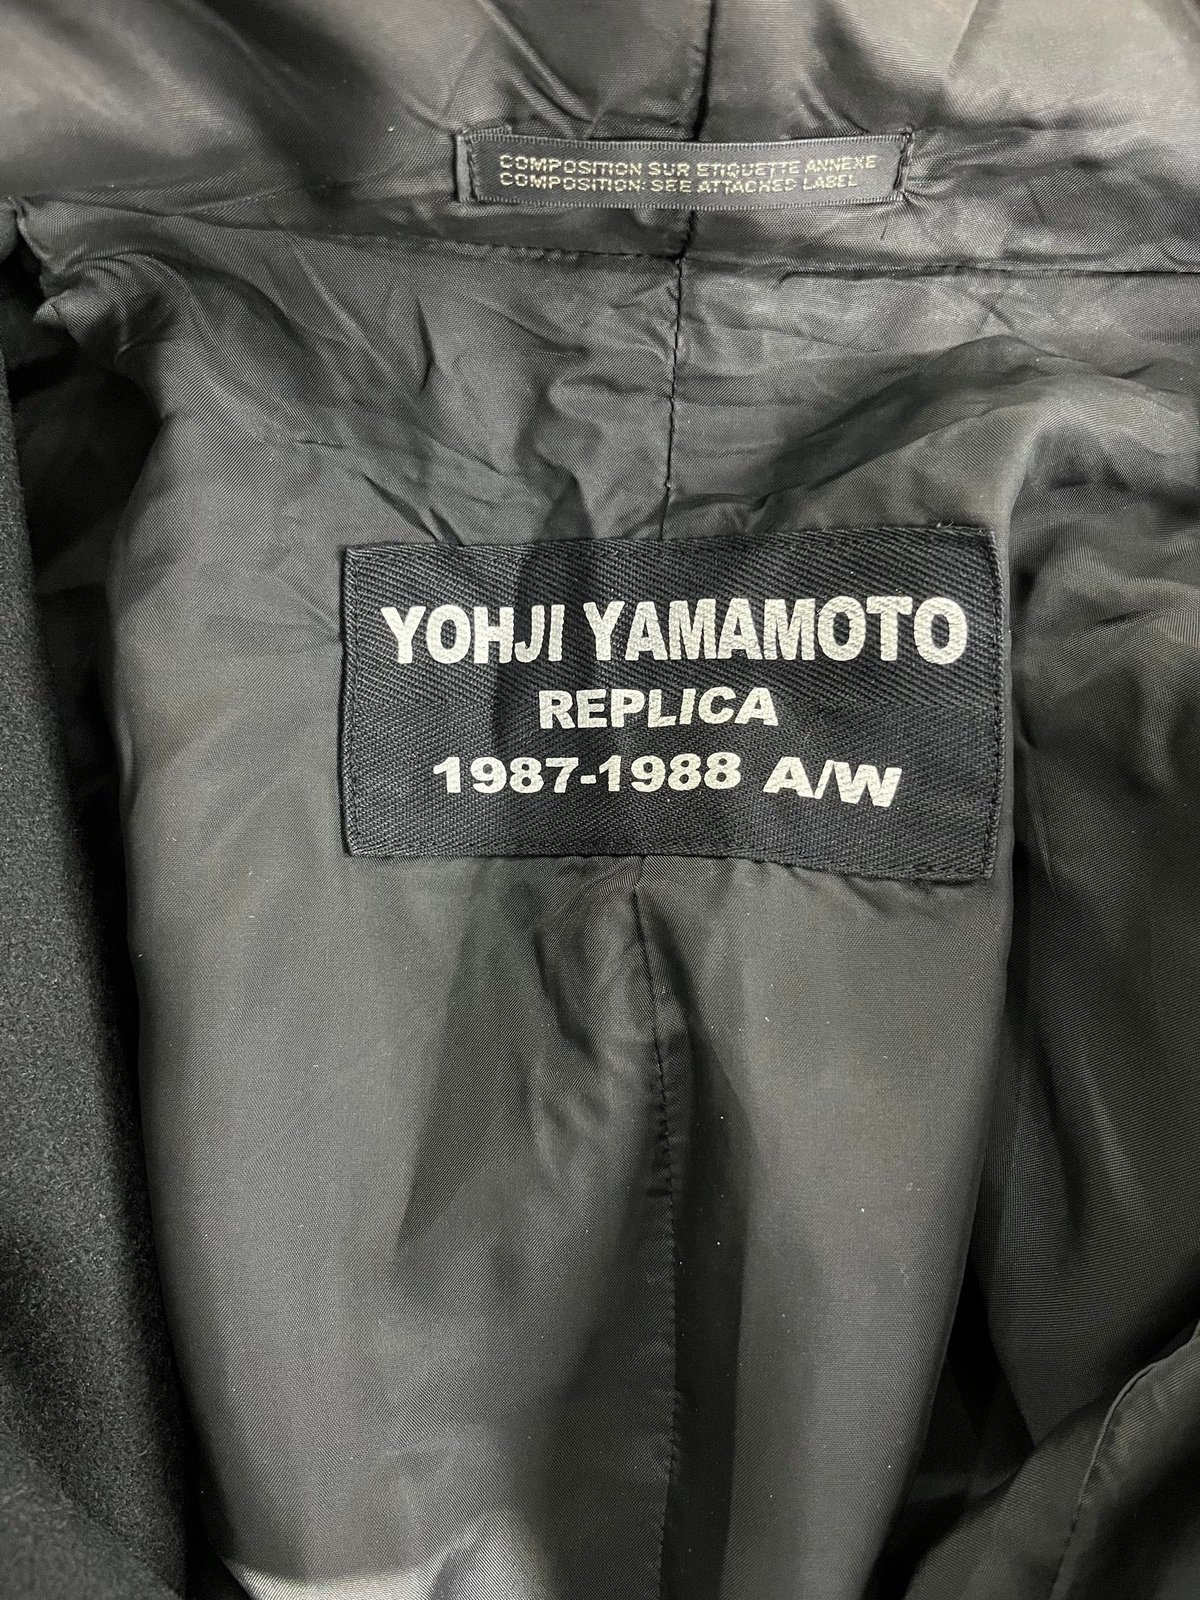 COMPOSITION SUR ETIQUETTE ANNEXE
COMPOSITION: SEE ATTACHED LABEL
YOHJI YAMAMOTO
REPLICA
1987-1988 A/W